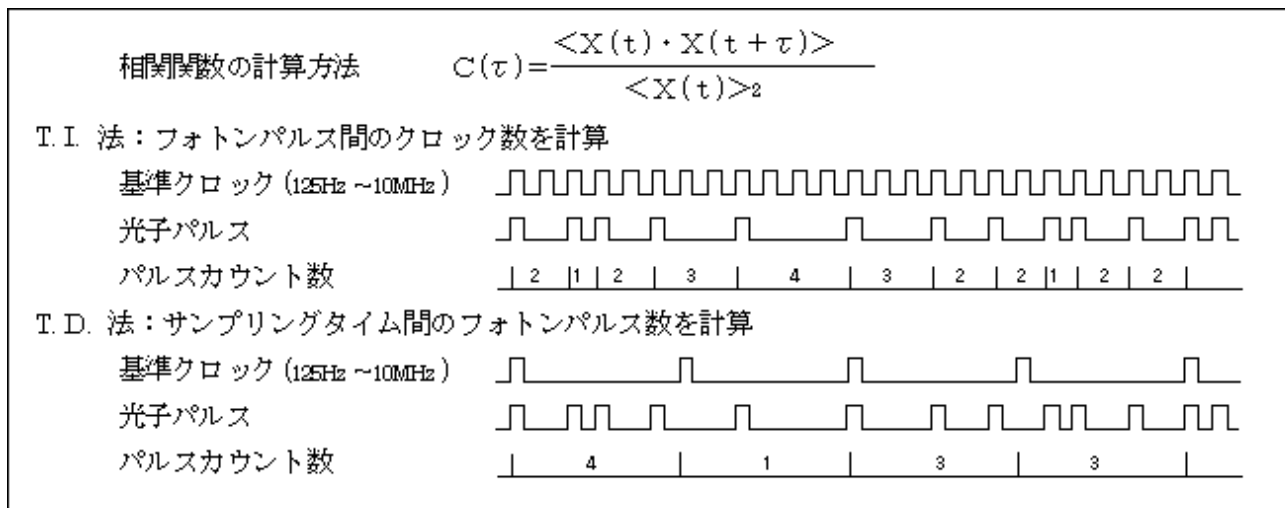 相関関数の計算方法 C(τ)=<X(t)・X(t+τ)>
<X(t)>2
T.I. 法：フォトンパルス間のクロック数を計算
基準クロック (125Hz ~10MHz)
光子パルス
パルスカウント数 2 1 2 3 4 3 2 2 1 2 2
T.D. 法：サンプリングタイム間のフォトンパルス数を計算
基準クロック (125Hz ~10MHz)
光子パルス
パルスカウント数 4 1 3 3